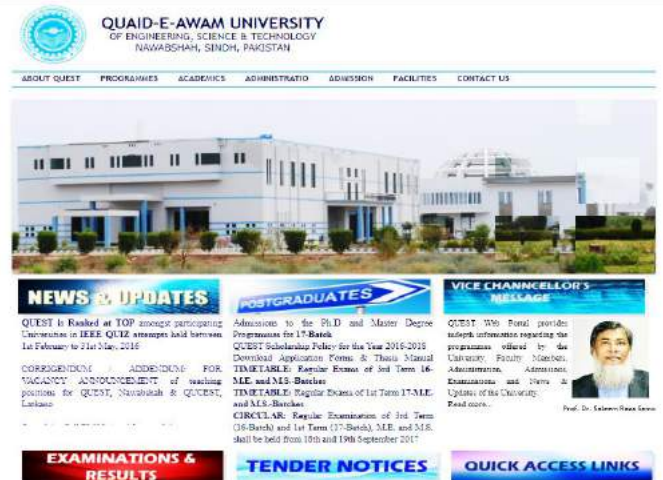 QUAID-E-AWAM UNIVERSITY
OF ENGINEERING, SCIENCE & TECHNOLOGY
NAWABSHAH, SINDH, PAKISTAN
ABOUT QUEST PROGRAMMES ACADEMICS ADMINISTRATIO ADMISSION FACILITIES CONTACT US
NEWS & UPDATES
QUEST is Ranked at TOP amongst participating
Universities in IEEE QUIZ attempts held between
1st February to 31st May, 2016
CORRIGENDUM / ADDENDUM FOR
VACANCY ANNOUNCEMENT of teaching
positions for QUEST, Nawabshah & QUCEST,
Larkano
POSTGRADUATES
Admissions to the Ph.D and Master Degree
Programmes for 17-Batch
QUEST Scholarship Policy for the Year 2016-2018
Download Application Forms & Thesis Manual
TIMETABLE: Regular Exams of 3rd Term 16-
M.E. and M.S.-Batches
TIMETABLE: Regular Exams of 1st Term 17-M.E.
and M.S.-Batches
CIRCULAR: Regular Examination of 3rd Term
(16-Batch) and 1st Term (17-Batch), M.E. and M.S.
shall be held from 18th and 19th September 2017
VICE CHANNCELLOR'S
MESSAGE
QUEST Web Portal provides
indepth information regarding the
programmes offered by the
University, Faculty Members,
Administration, Admissions,
Examinations and News &
Updates of the University.
Read more...
Prof. Dr. Saleem Raza
EXAMINATIONS &
RESULTS
TENDER NOTICES
QUICK ACCESS LINKS